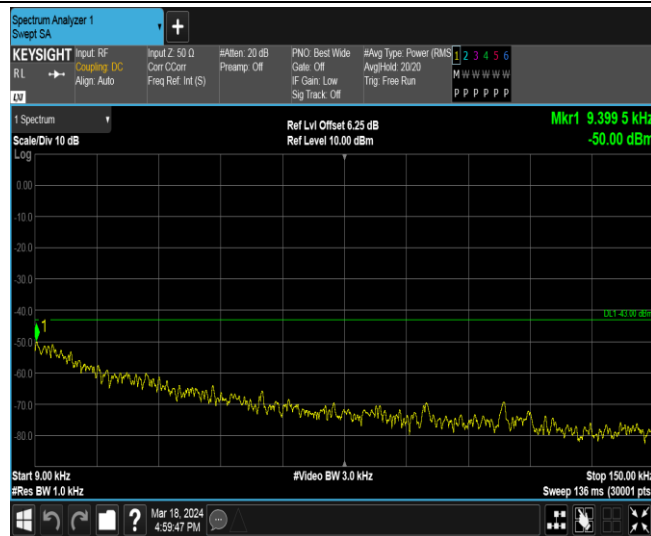 Spectrum Analyzer 1
Swept SA
+
KEYSIGHT
RL
LXI
Input: RF
Coupling: DC
Align: Auto
Input Z: 50 Ω
Corr CCorr
Freq Ref: Int (S)
#Atten: 20 dB
Preamp: Off
PNO: Best Wide
Gate: Off
IF Gain: Low
Sig Track: Off
#Avg Type: Power (RMS
Avg|Hold: 20/20
Trig: Free Run
1 2 3 4 5 6
M W W W W W
P P P P P P
1 Spectrum
Scale/Div 10 dB
Ref Lvl Offset 6.25 dB
Ref Level 10.00 dBm
Mkr1 9.399 5 kHz
-50.00 dBm
Log
0.00
-10.0
-20.0
-30.0
-40.0
DL1 -43.00 dBm
1
-50.0
-60.0
-70.0
-80.0
Start 9.00 kHz
#Res BW 1.0 kHz
#Video BW 3.0 kHz
Stop 150.00 kHz
Sweep 136 ms (30001 pts)
?
Mar 18, 2024
4:59:47 PM